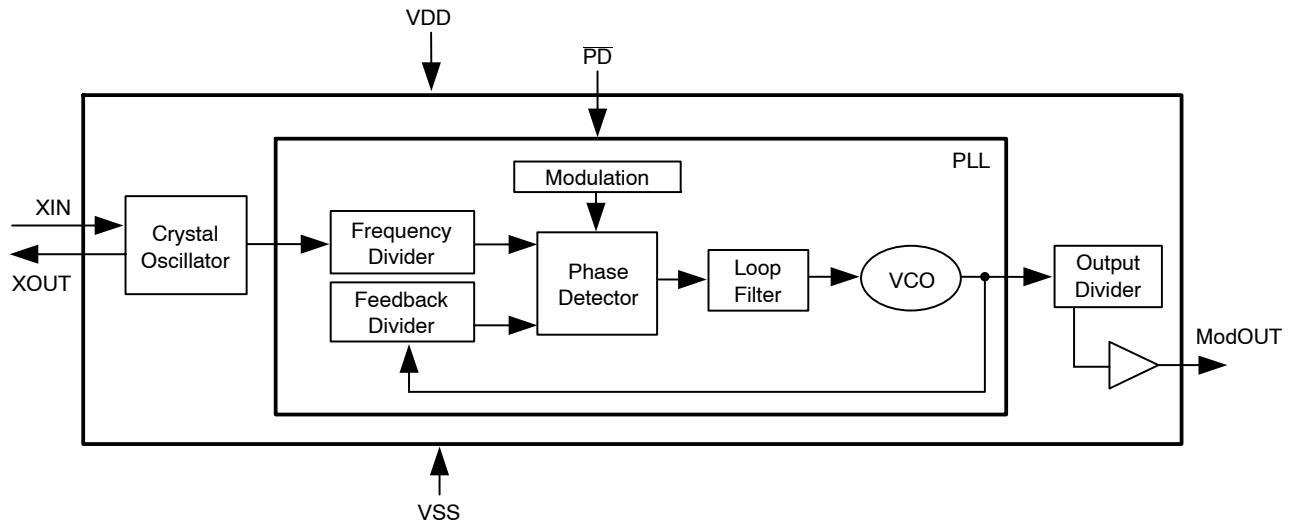 VDD
PD
PLL
Modulation
XIN
XOUT
Crystal
Oscillator
Frequency
Divider
Feedback
Divider
Phase
Detector
Loop
Filter
VCO
Output
Divider
ModOUT
VSS